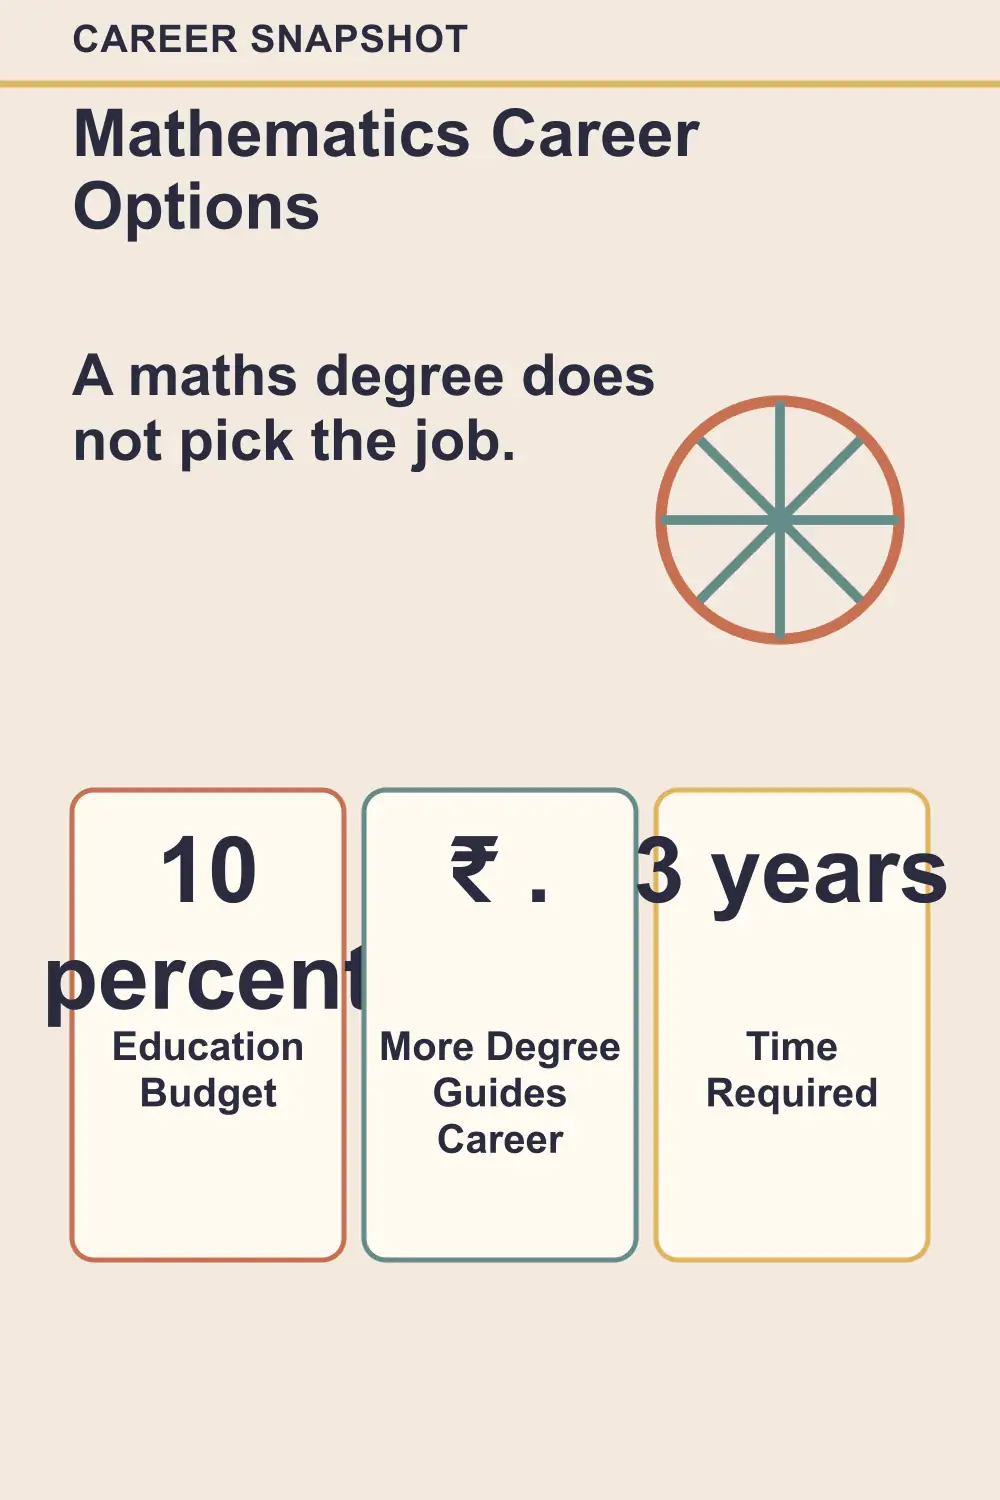 CAREER SNAPSHOT
Mathematics Career
Options
A maths degree does
not pick the job.
10
percent
Education
Budget
₹ .
More Degree
Guides
Career
3 years
Time
Required